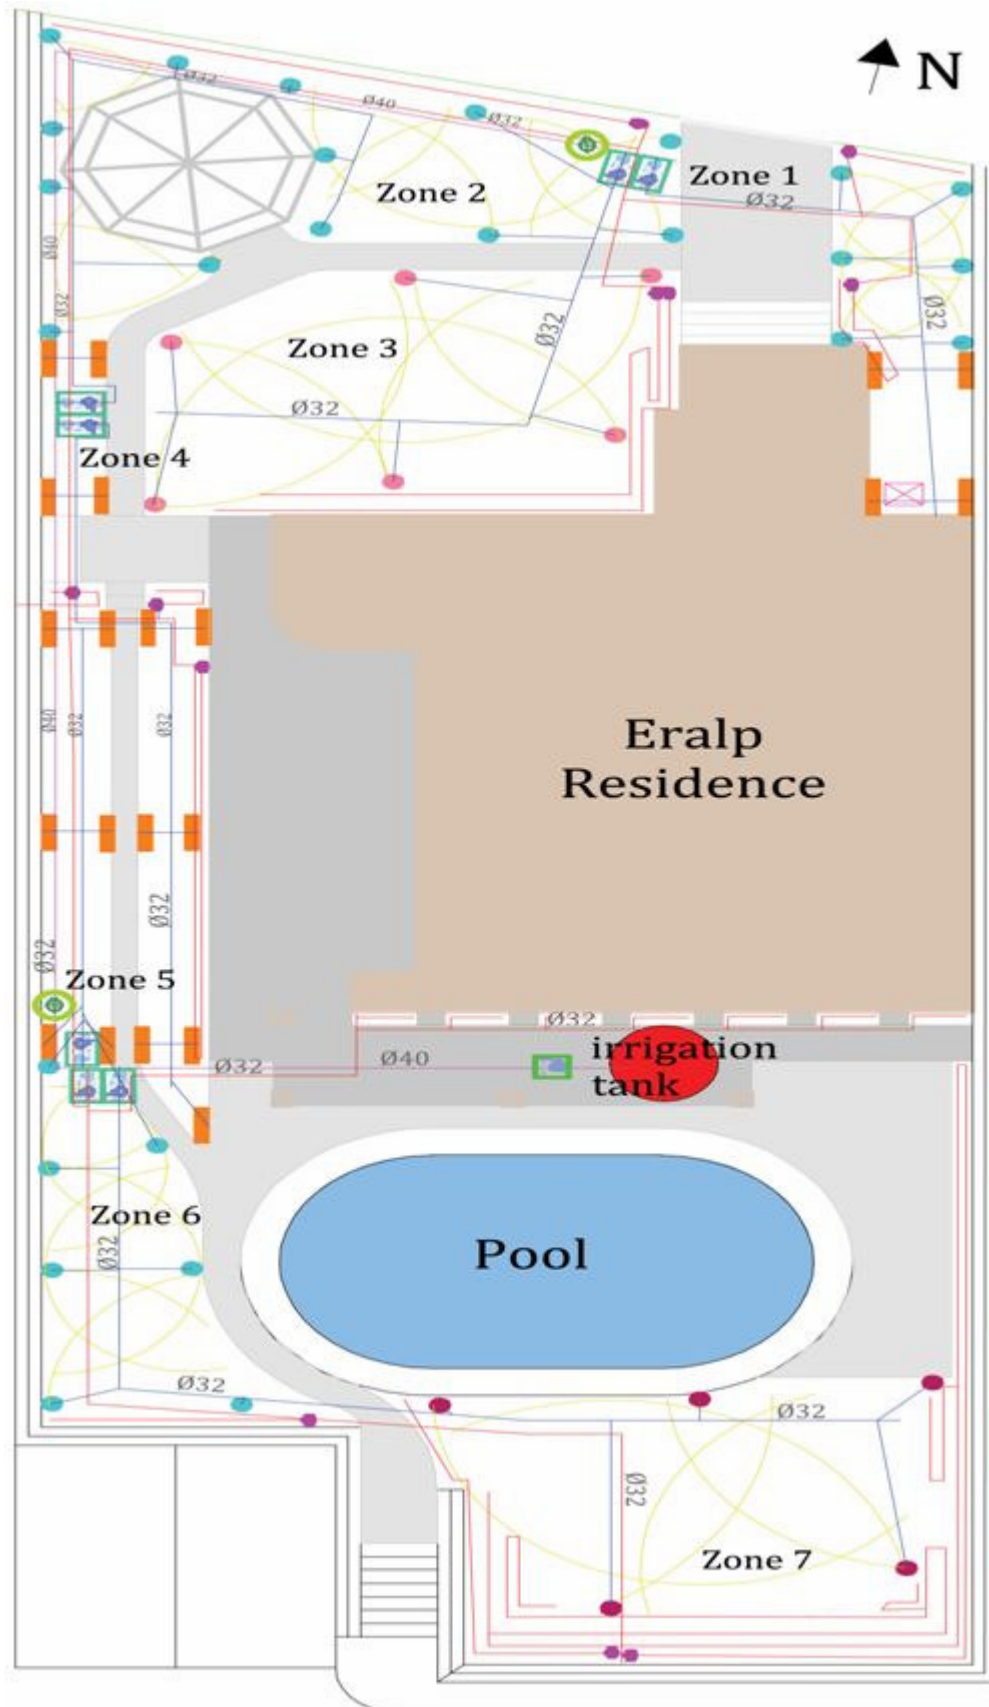 N
Ø32
Ø40
Ø32
Zone 1
Zone 2
Ø32
Ø40
Ø32
Ø32
Ø32
Zone 3
Ø32
Zone 4
Ø40
Ø32
Ø32
Eralp
Residence
Ø32
Ø32
Zone 5
Ø32
irrigation
tank
Ø40
Ø32
Zone 6
Ø32
Pool
Ø32
Ø32
Ø32
Zone 7